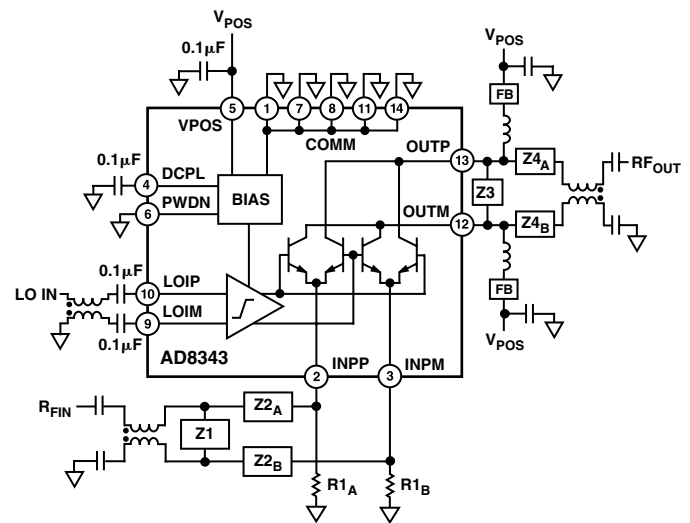 VPOS
0.1µF
VPOS
5
1
7
8
11
14
FB
VPOS
COMM
OUTP
13
Z4A
RFOUT
0.1µF
4
DCPL
BIAS
Z3
6
PWDN
OUTM
12
Z4B
0.1µF
LO IN
10
LOIP
FB
9
LOIM
0.1µF
VPOS
AD8343
INPP
INPM
2
3
RFIN
Z2A
Z1
Z2B
R1A
R1B